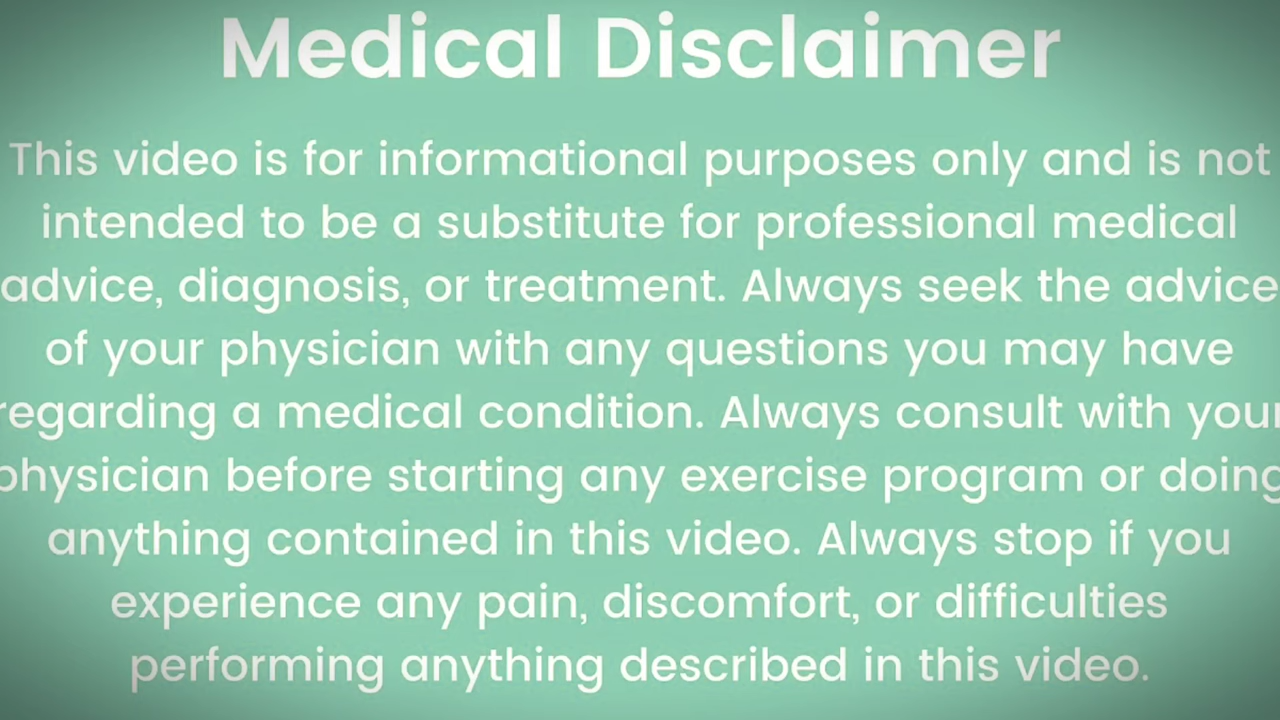 Medical Disclaimer
This video is for informational purposes only and is not
intended to be a substitute for professional medical
advice, diagnosis, or treatment. Always seek the advice
of your physician with any questions you may have
regarding a medical condition. Always consult with your
physician before starting any exercise program or doing
anything contained in this video. Always stop if you
experience any pain, discomfort, or difficulties
performing anything described in this video.